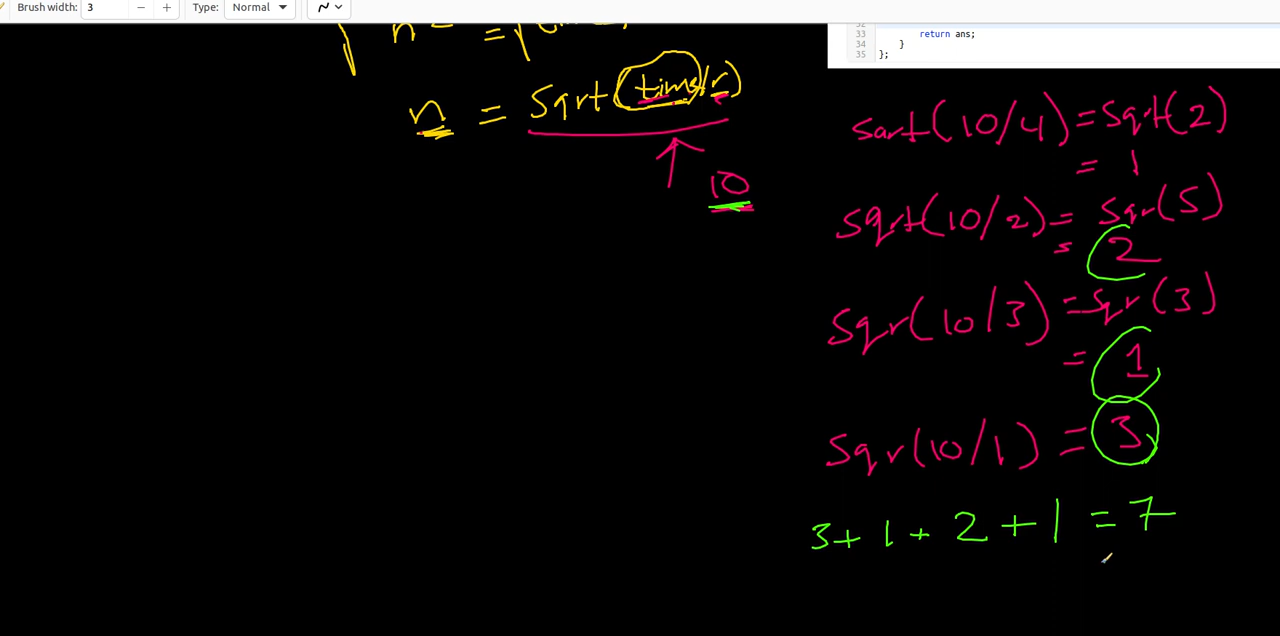 Brush width: 3 − + Type: Normal
n² =
n = Sqrt(time/r)
10
33 return ans;
34 }
35 };
sart(10/4) = Sqrt(2)
= 1
Sqrt(10/2) = Sqr(5)
= 2
Sqr(10/3) = Sqr(3)
= 1
Sqr(10/1) = 3
3 + 1 + 2 + 1 = 7